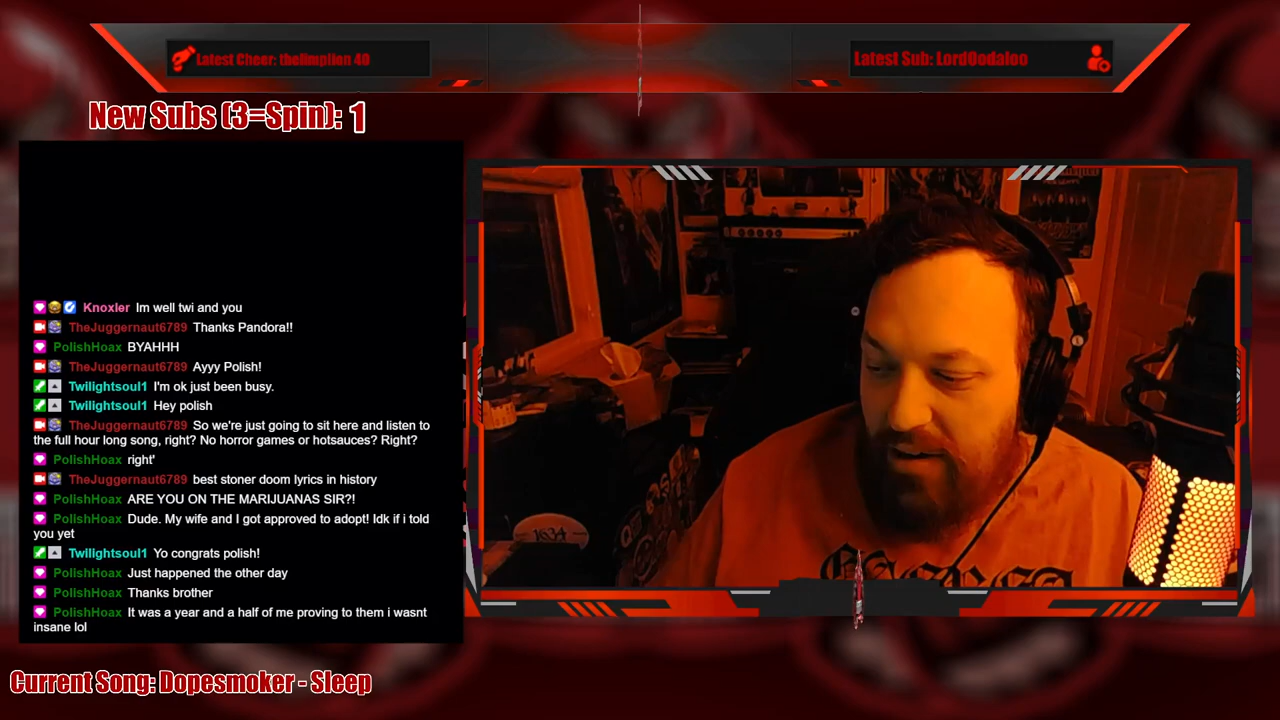 Latest Cheer: thelimplion 40
Latest Sub: LordOodaloo
New Subs (3=Spin): 1
Knoxler Im well twi and you
TheJuggernaut6789 Thanks Pandora!!
PolishHoax BYAHHH
TheJuggernaut6789 Ayyy Polish!
Twilightsoul1 I'm ok just been busy.
Twilightsoul1 Hey polish
TheJuggernaut6789 So we're just going to sit here and listen to
the full hour long song, right? No horror games or hotsauces? Right?
PolishHoax right'
TheJuggernaut6789 best stoner doom lyrics in history
PolishHoax ARE YOU ON THE MARIJUANAS SIR?!
PolishHoax Dude. My wife and I got approved to adopt! Idk if i told
you yet
Twilightsoul1 Yo congrats polish!
PolishHoax Just happened the other day
PolishHoax Thanks brother
PolishHoax It was a year and a half of me proving to them i wasnt
insane lol
1634
Current Song: Dopesmoker - Sleep